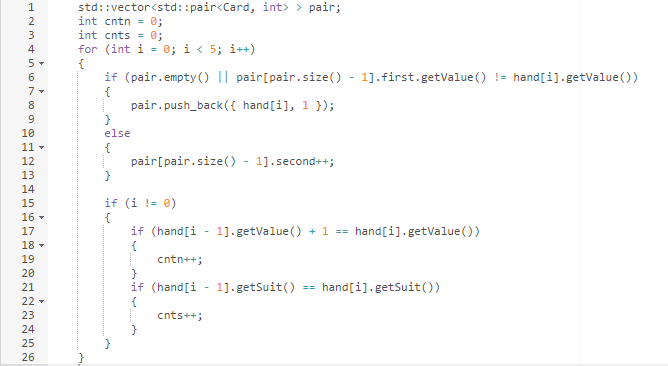 1 std::vector<std::pair<Card, int> > pair;
2 int cntn = 0;
3 int cnts = 0;
4 for (int i = 0; i < 5; i++)
5 {
6 if (pair.empty() || pair[pair.size() - 1].first.getValue() != hand[i].getValue())
7 {
8 pair.push_back({ hand[i], 1 });
9 }
10 else
11 {
12 pair[pair.size() - 1].second++;
13 }
14
15 if (i != 0)
16 {
17 if (hand[i - 1].getValue() + 1 == hand[i].getValue())
18 {
19 cntn++;
20 }
21 if (hand[i - 1].getSuit() == hand[i].getSuit())
22 {
23 cnts++;
24 }
25 }
26 }